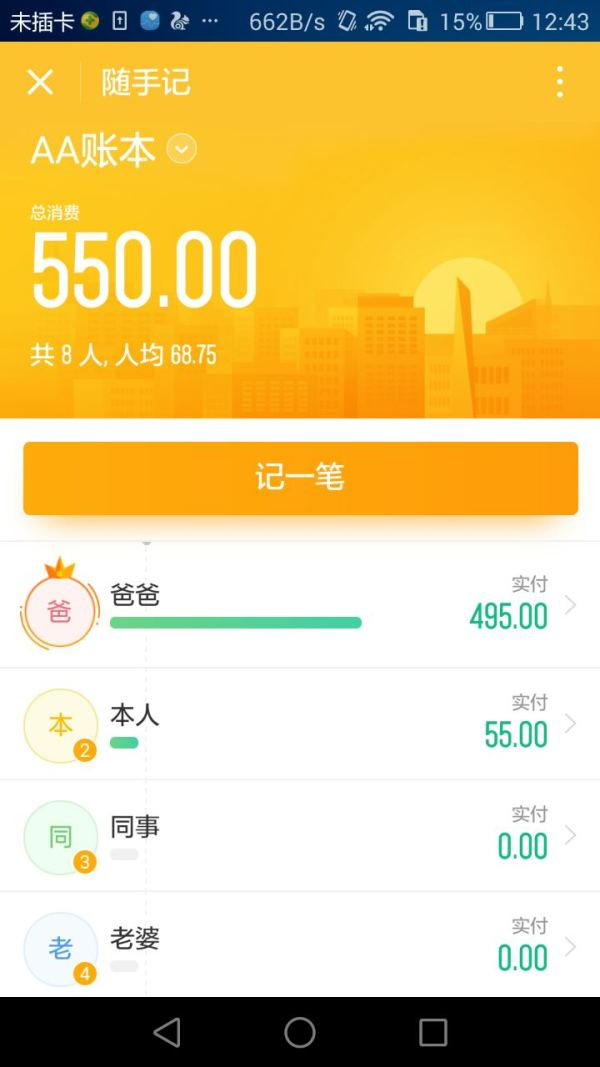 未插卡 ··· 662B/s 15% 12:43
随手记
AA账本
总消费
550.00
共 8 人, 人均 68.75
记一笔
爸 爸爸 实付
495.00
本 2 本人 实付
55.00
同 3 同事 实付
0.00
老 4 老婆 实付
0.00